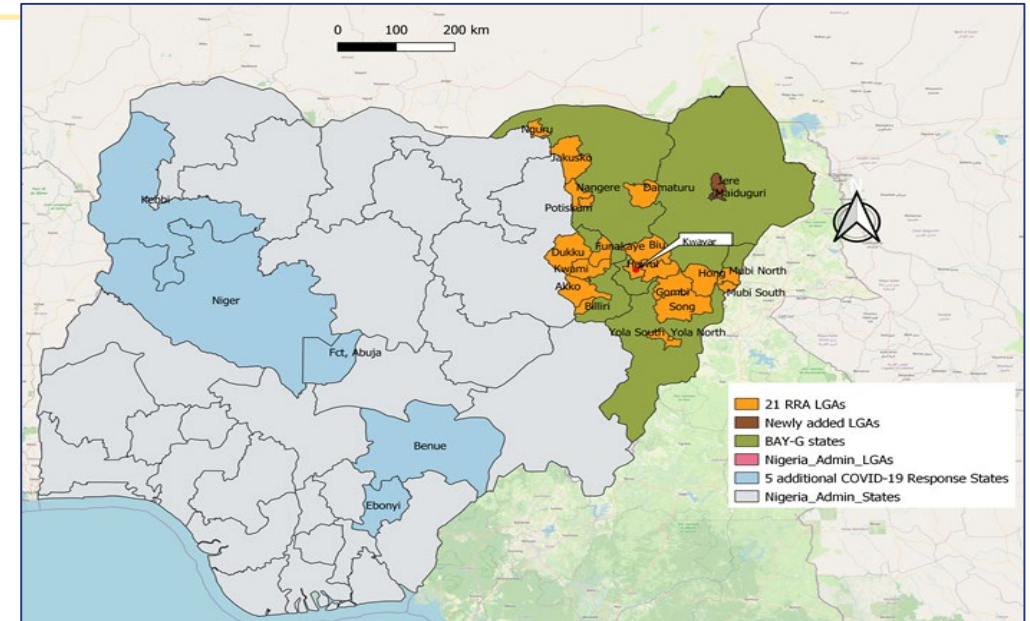 0 100 200 km
Nguru
Jakusko
Jere
Maiduguri
Nangere
Damaturu
Potiskum
Kebbi
Funakaye
Biu
Kwayar
Dukku
Hawul
Kwami
Hong
Mubi North
Akko
Gombi
Mubi South
Niger
Billiri
Song
Yola South
Yola North
Fct, Abuja
21 RRA LGAs
Newly added LGAs
BAY-G states
Benue
Nigeria_Admin_LGAs
5 additional COVID-19 Response States
Nigeria_Admin_States
Ebonyi